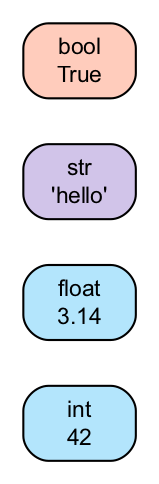 bool
True
str
'hello'
float
3.14
int
42